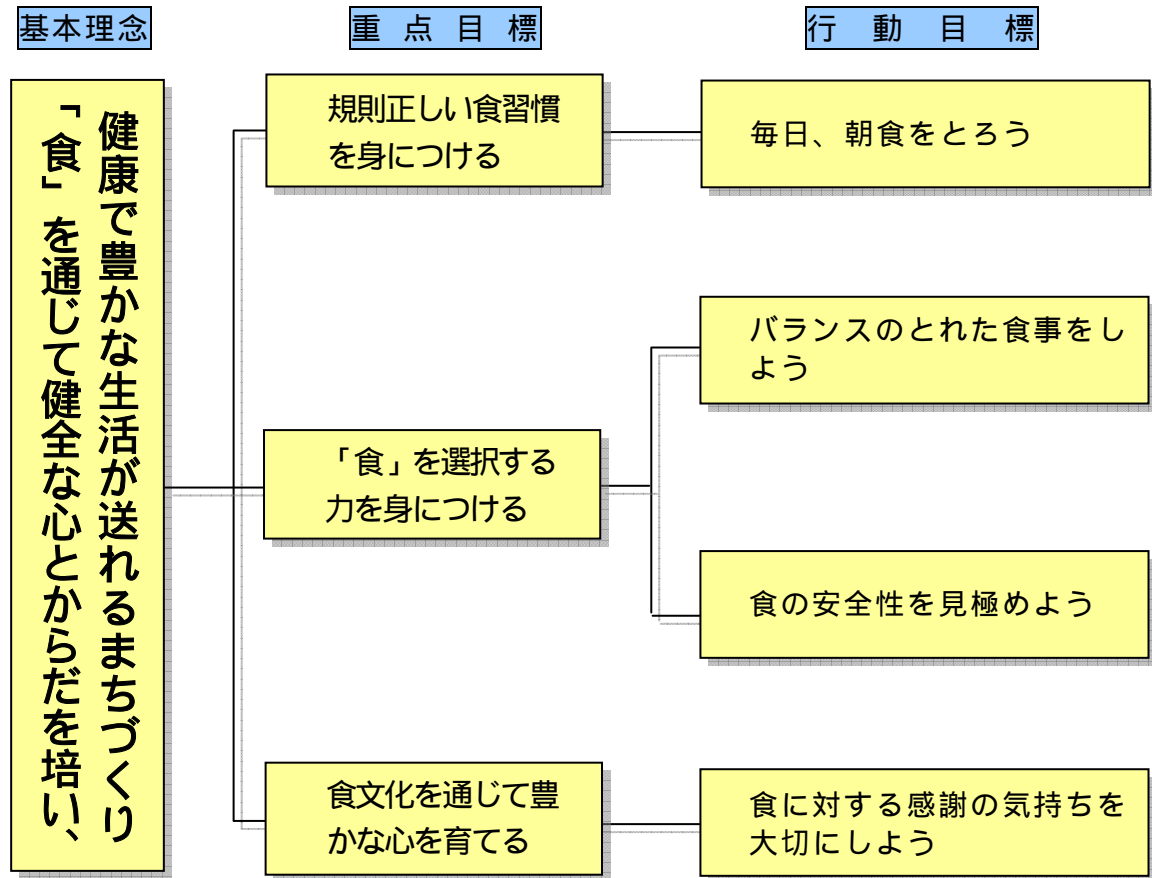 基本理念
重点目標
行動目標
「食」を通じて健全な心とからだを培い、
健康で豊かな生活が送れるまちづくり
規則正しい食習慣
を身につける
毎日、朝食をとろう
「食」を選択する
力を身につける
バランスのとれた食事をし
よう
食の安全性を見極めよう
食文化を通じて豊
かな心を育てる
食に対する感謝の気持ちを
大切にしよう